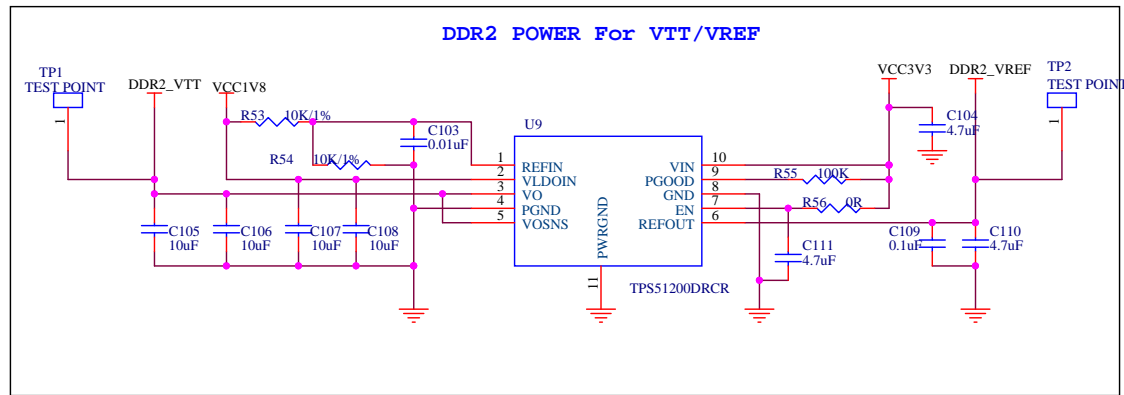 DDR2 POWER For VTT/VREF
TP1
TEST POINT
1
DDR2_VTT
VCC1V8
R53
10K/1%
R54
10K/1%
C103
0.01uF
C105
10uF
C106
10uF
C107
10uF
C108
10uF
U9
1
REFIN
2
VLDOIN
3
VO
4
PGND
5
VOSNS
10
VIN
9
PGOOD
8
GND
7
EN
6
REFOUT
PWRGND
11
TPS51200DRCR
R55
100K
R56
0R
C111
4.7uF
VCC3V3
C104
4.7uF
DDR2_VREF
C109
0.1uF
C110
4.7uF
TP2
TEST POINT
1